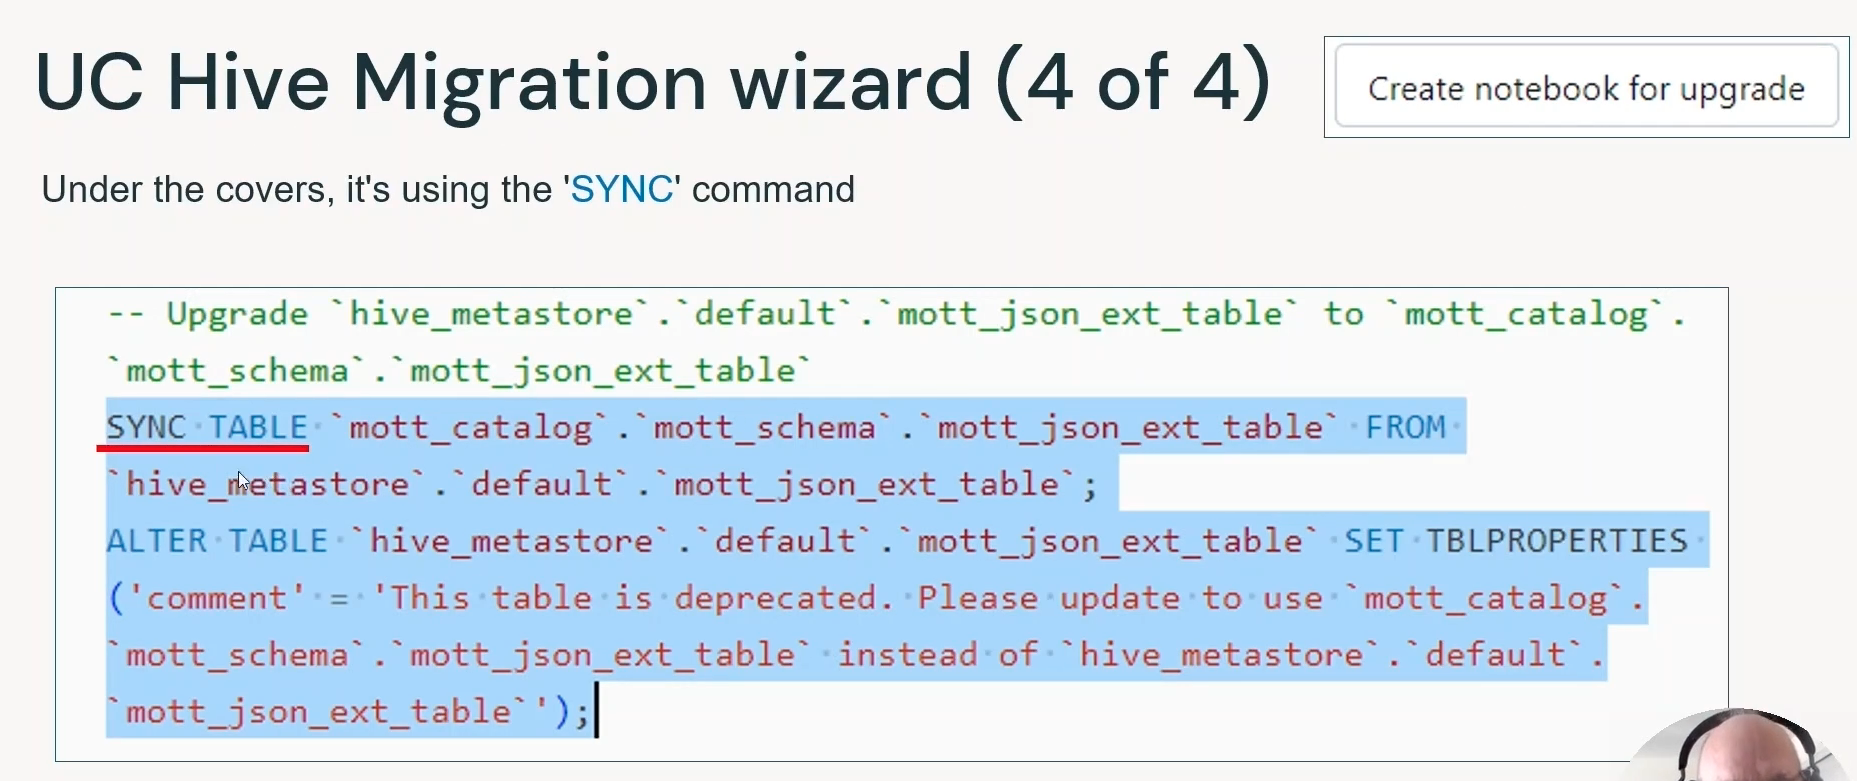 UC Hive Migration wizard (4 of 4)
Create notebook for upgrade
Under the covers, it's using the 'SYNC' command
-- Upgrade `hive_metastore`.`default`.`mott_json_ext_table` to `mott_catalog`.
`mott_schema`.`mott_json_ext_table`
SYNC TABLE `mott_catalog`.`mott_schema`.`mott_json_ext_table` FROM
`hive_metastore`.`default`.`mott_json_ext_table`;
ALTER TABLE `hive_metastore`.`default`.`mott_json_ext_table` SET TBLPROPERTIES
('comment' = 'This table is deprecated. Please update to use `mott_catalog`.
`mott_schema`.`mott_json_ext_table` instead of `hive_metastore`.`default`.
`mott_json_ext_table`');